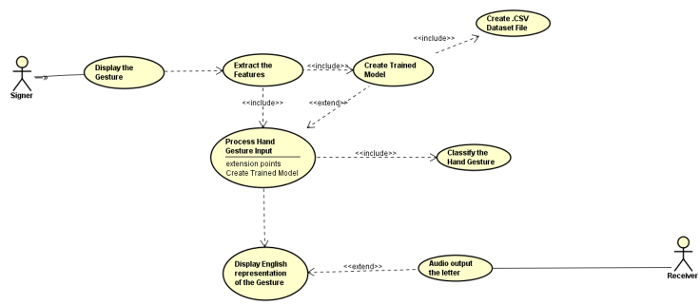 Create .CSV
Dataset File
<<include>>
Display the
Gesture
Extract the
Features
<<include>>
Create Trained
Model
Signer
<<include>>
<<extend>>
Process Hand
Gesture Input
extension points
Create Trained Model
<<include>>
Classify the
Hand Gesture
Display English
representation
of the Gesture
<<extend>>
Audio output
the letter
Receiver